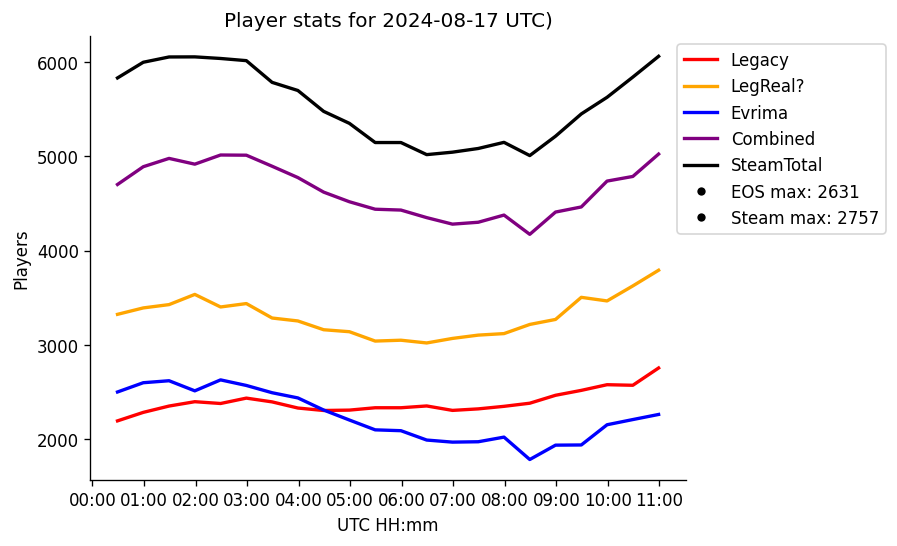 Player stats for 2024-08-17 UTC)
Players
6000
5000
4000
3000
2000
00:00 01:00 02:00 03:00 04:00 05:00 06:00 07:00 08:00 09:00 10:00 11:00
UTC HH:mm
Legacy
LegReal?
Evrima
Combined
SteamTotal
EOS max: 2631
Steam max: 2757